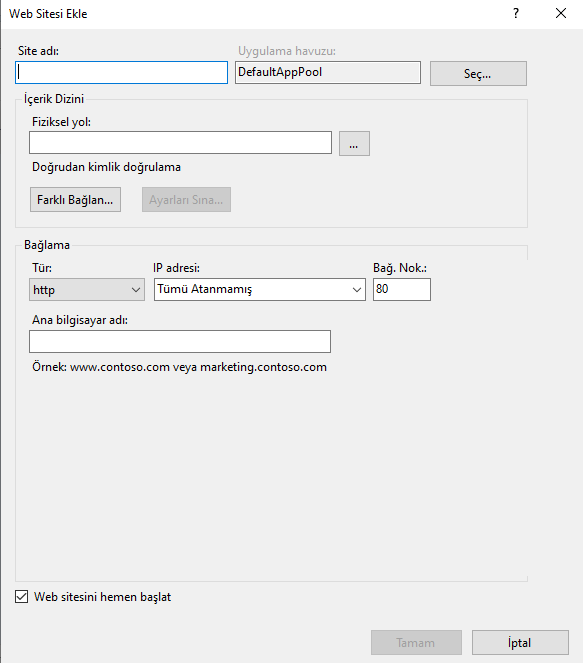 Web Sitesi Ekle
?
Site adı:
Uygulama havuzu:
DefaultAppPool
Seç...
İçerik Dizini
Fiziksel yol:
...
Doğrudan kimlik doğrulama
Farklı Bağlan...
Ayarları Sına...
Bağlama
Tür:
IP adresi:
Bağ. Nok.:
http
Tümü Atanmamış
80
Ana bilgisayar adı:
Örnek: www.contoso.com veya marketing.contoso.com
Web sitesini hemen başlat
Tamam
İptal